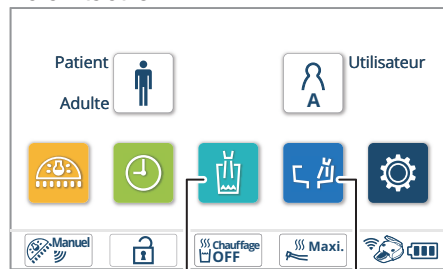 Patient
Utilisateur
Adulte
A
Manuel
Chauffage
OFF
Maxi.